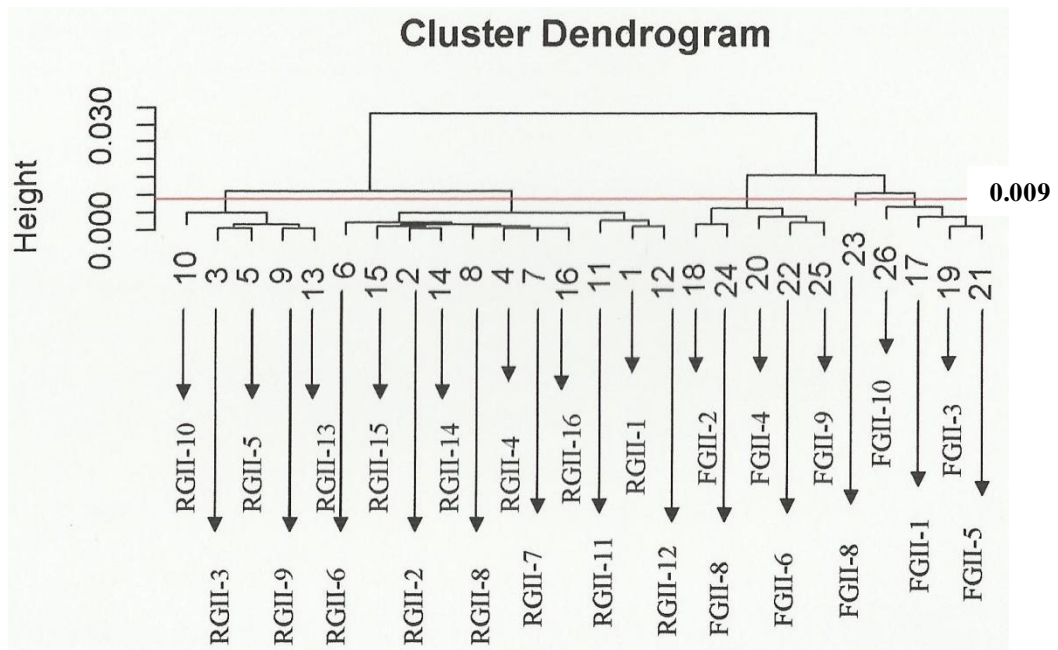 Cluster Dendrogram
Height
0.030
0.000
0.009
10
3
5
9
13
6
15
2
14
8
4
7
16
11
1
12
18
24
20
22
25
23
26
17
19
21
RGII-10
RGII-3
RGII-5
RGII-9
RGII-13
RGII-6
RGII-15
RGII-2
RGII-14
RGII-8
RGII-4
RGII-7
RGII-16
RGII-11
RGII-1
RGII-12
FGII-2
FGII-8
FGII-4
FGII-6
FGII-9
FGII-8
FGII-10
FGII-1
FGII-3
FGII-5